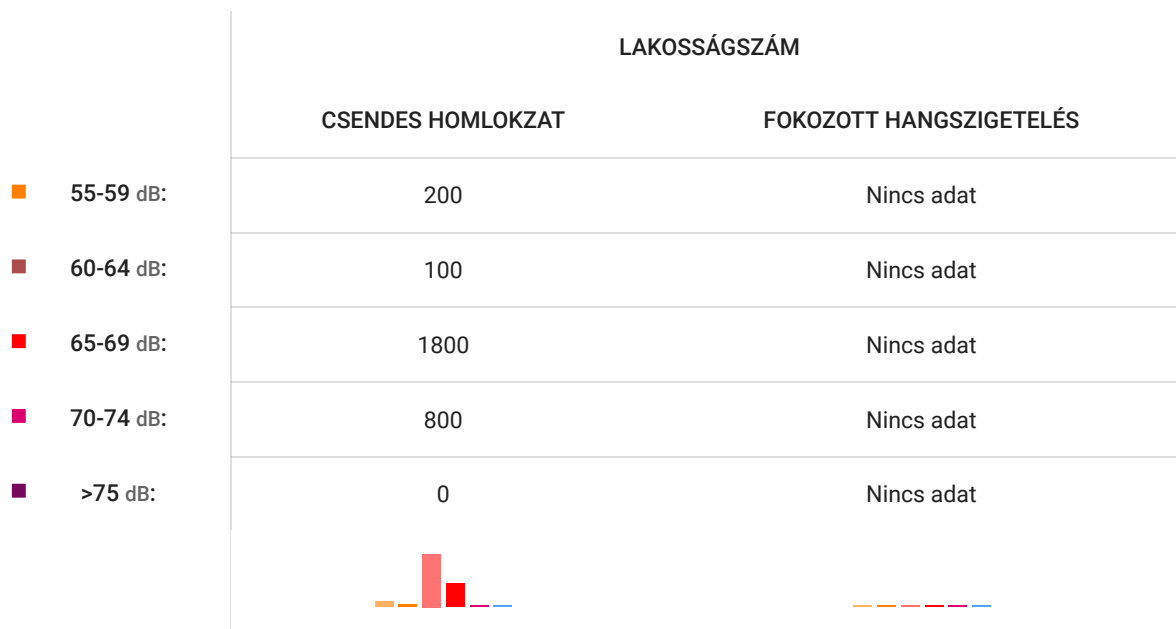 LAKOSSÁGSZÁM
CSENDES HOMLOKZAT FOKOZOTT HANGSZIGETELÉS
55-59 dB: 200 Nincs adat
60-64 dB: 100 Nincs adat
65-69 dB: 1800 Nincs adat
70-74 dB: 800 Nincs adat
>75 dB: 0 Nincs adat